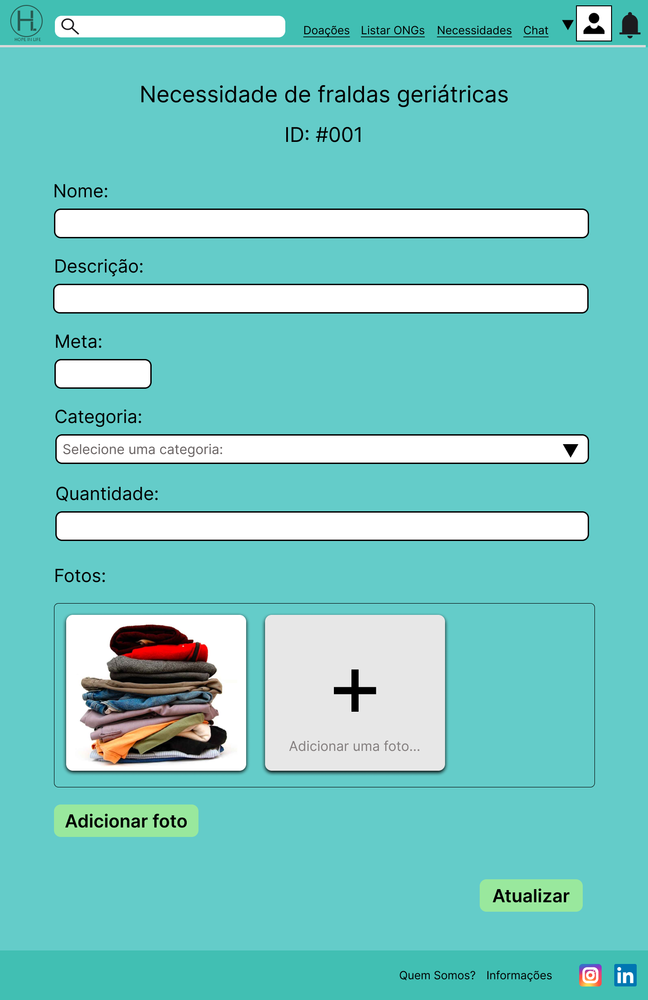 H.
HOPE IN LIFE
Doações Listar ONGs Necessidades Chat
Necessidade de fraldas geriátricas
ID: #001
Nome:
Descrição:
Meta:
Categoria:
Selecione uma categoria:
Quantidade:
Fotos:
Adicionar uma foto...
Adicionar foto
Atualizar
Quem Somos? Informações
in